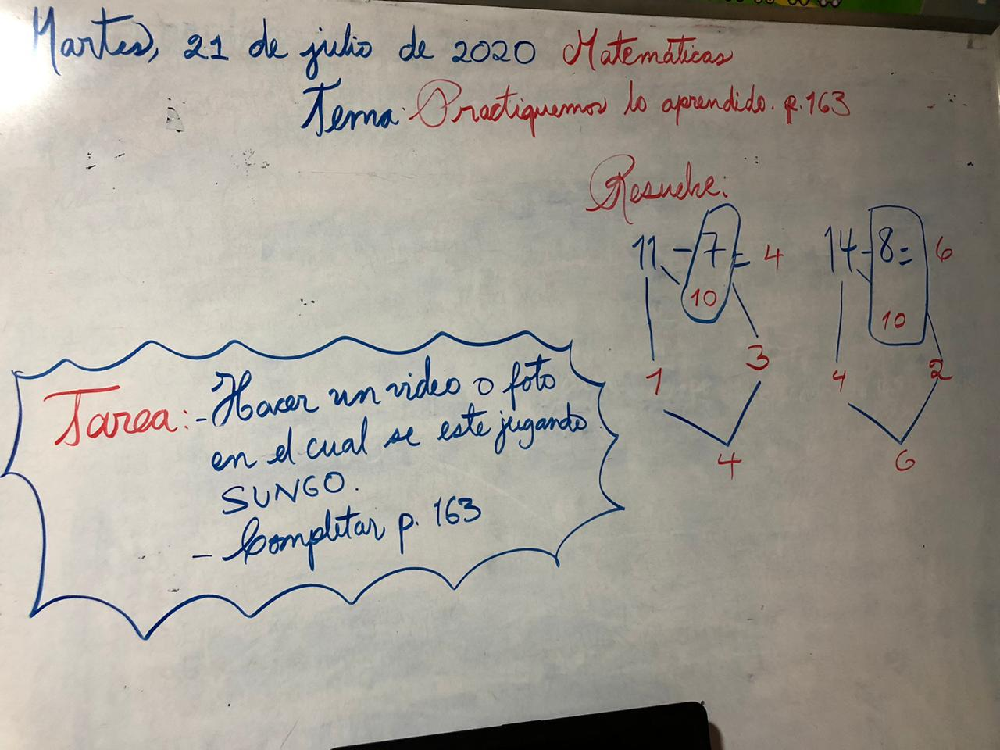 Martes, 21 de julio de 2020 Matemáticas
Tema: Practiquemos lo aprendido. p. 163
Resuelve:
11 - 7 = 4
10
1 3
4
14 - 8 = 6
10
4 2
6
Tarea: - Hacer un video o foto
en el cual se este jugando
SUNGO.
- Completar p. 163